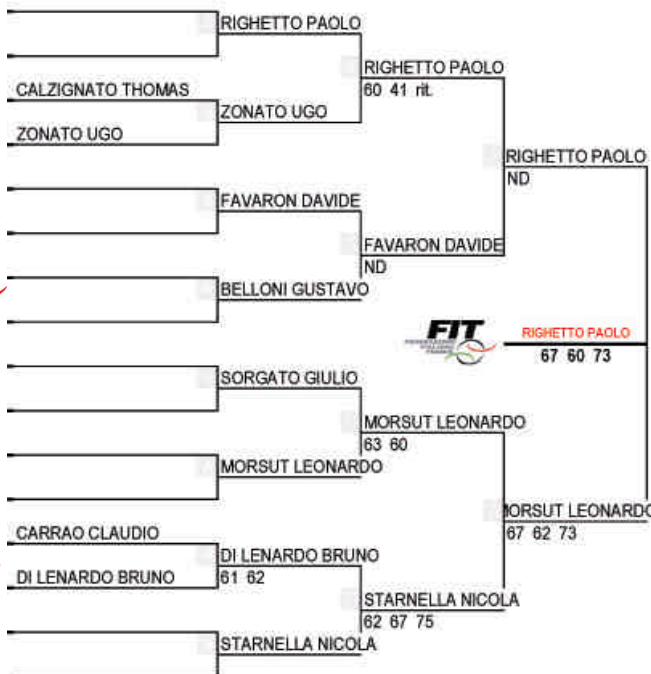 RIGHETTO PAOLO
RIGHETTO PAOLO
60 41 rit.
CALZIGNATO THOMAS
ZONATO UGO
ZONATO UGO
RIGHETTO PAOLO
ND
FAVARON DAVIDE
FAVARON DAVIDE
ND
BELLONI GUSTAVO
FIT
RIGHETTO PAOLO
67 60 73
SORGATO GIULIO
MORSUT LEONARDO
63 60
MORSUT LEONARDO
MORSUT LEONARDO
67 62 73
CARRAO CLAUDIO
DI LENARDO BRUNO
61 62
DI LENARDO BRUNO
STARNELLA NICOLA
62 67 75
STARNELLA NICOLA